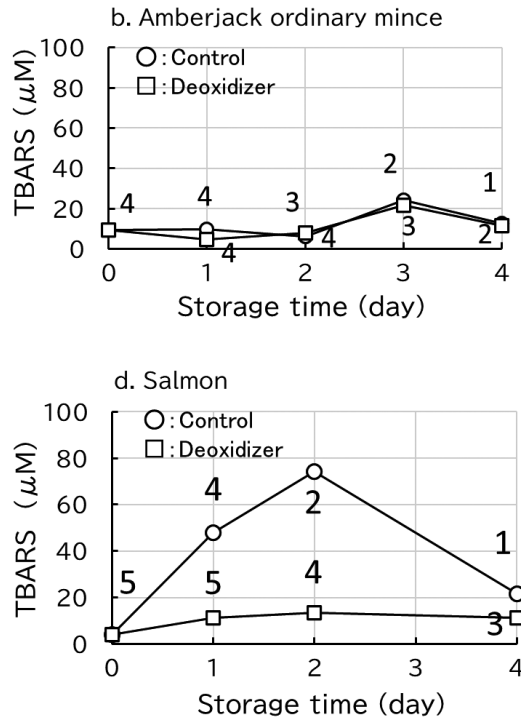 b. Amberjack ordinary mince
TBARS (μM)
100
80
60
40
20
0
○: Control
□: Deoxidizer
4
4
4
3
4
2
3
1
2
0 1 2 3 4
Storage time (day)
d. Salmon
TBARS (μM)
100
80
60
40
20
0
○: Control
□: Deoxidizer
5
4
5
2
4
1
3
0 1 2 3 4
Storage time (day)